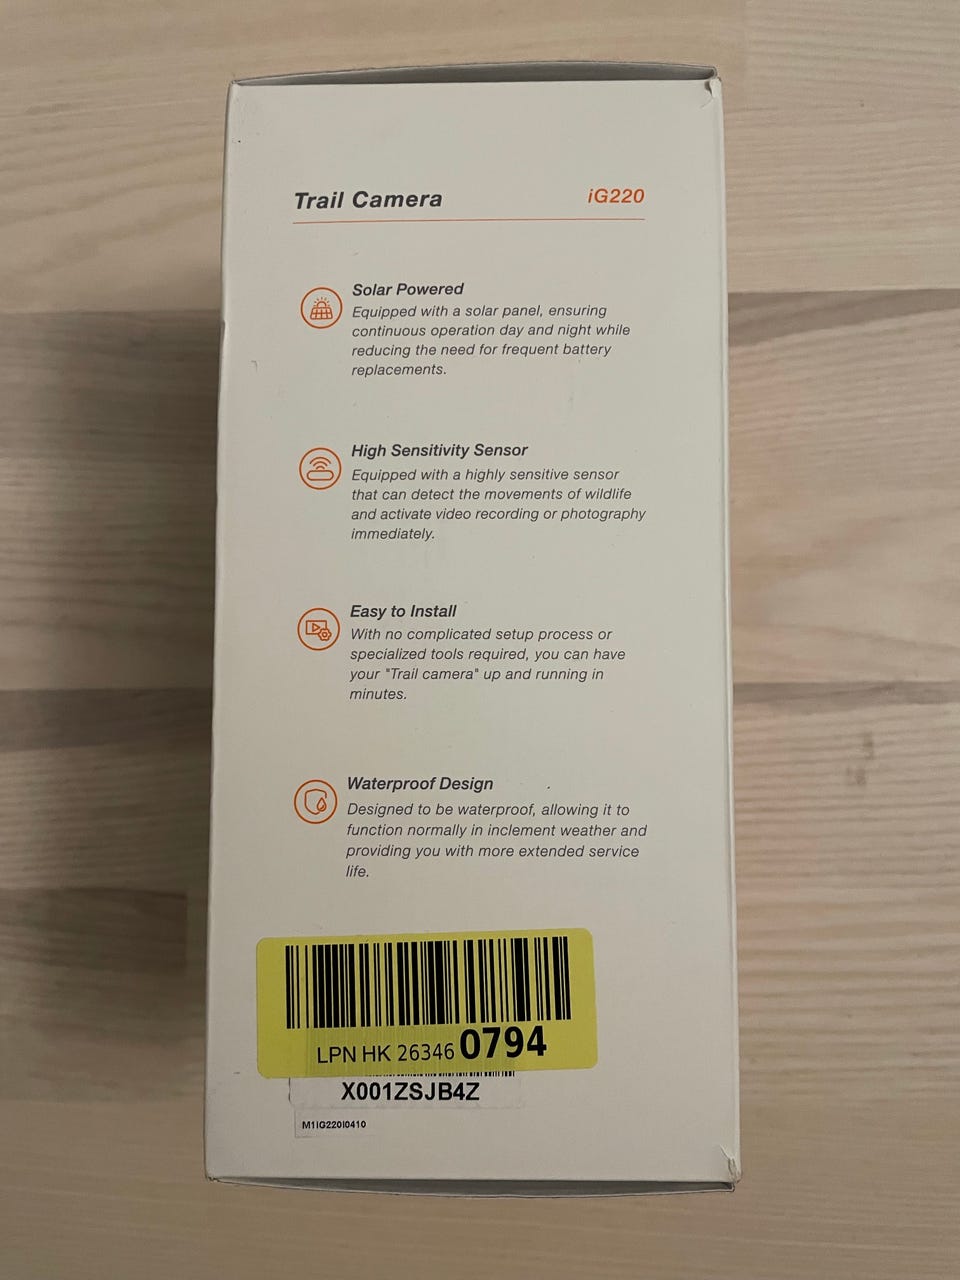 Trail Camera iG220
Solar Powered
Equipped with a solar panel, ensuring
continuous operation day and night while
reducing the need for frequent battery
replacements.
High Sensitivity Sensor
Equipped with a highly sensitive sensor
that can detect the movements of wildlife
and activate video recording or photography
immediately.
Easy to Install
With no complicated setup process or
specialized tools required, you can have
your "Trail camera" up and running in
minutes.
Waterproof Design
Designed to be waterproof, allowing it to
function normally in inclement weather and
providing you with more extended service
life.
LPN HK 26346 0794
X001ZSJB4Z
M1IG220I0410